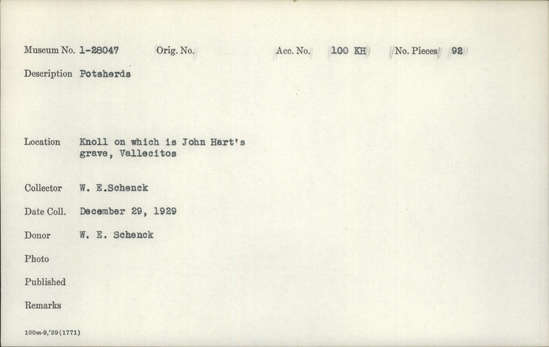 Museum No. 1-28047 Orig. No. Acc. No. 100 KH No. Pieces 92
Description Potsherds
Location Knoll on which is John Hart's
grave, Vallecitos
Collector W. E.Schenck
Date Coll. December 29, 1929
Donor W. E. Schenck
Photo
Published
Remarks
100m-9,'29(1771)